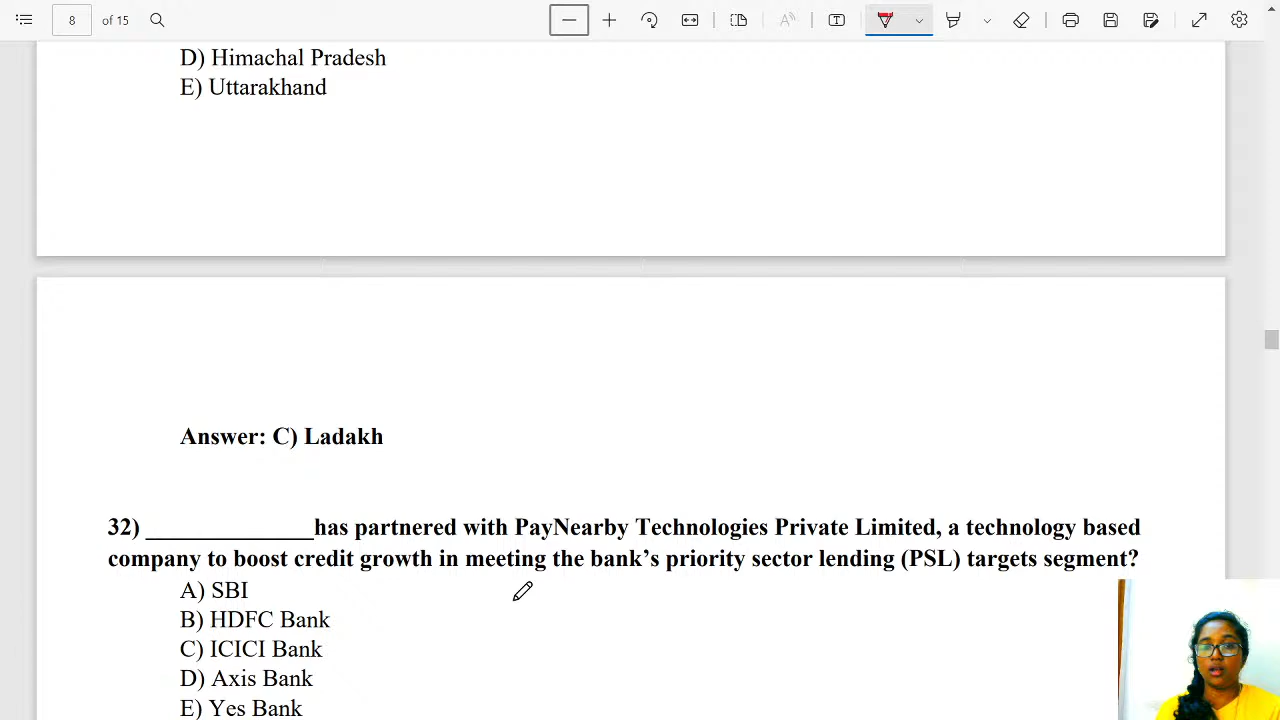 8 of 15
D) Himachal Pradesh
E) Uttarakhand
Answer: C) Ladakh
32) ______________has partnered with PayNearby Technologies Private Limited, a technology based
company to boost credit growth in meeting the bank’s priority sector lending (PSL) targets segment?
A) SBI
B) HDFC Bank
C) ICICI Bank
D) Axis Bank
E) Yes Bank